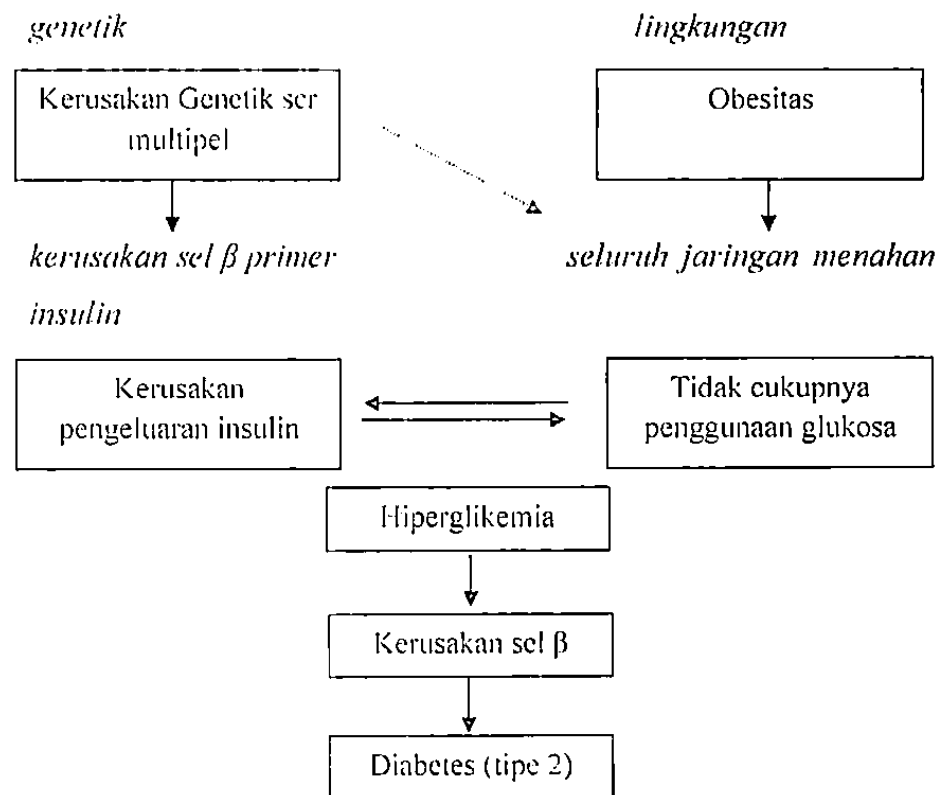 genetik lingkungan
Kerusakan Genetik scr
multipel
Obesitas
kerusakan sel β primer seluruh jaringan menahan
insulin
Kerusakan
pengeluaran insulin
Tidak cukupnya
penggunaan glukosa
Hiperglikemia
Kerusakan sel β
Diabetes (tipe 2)